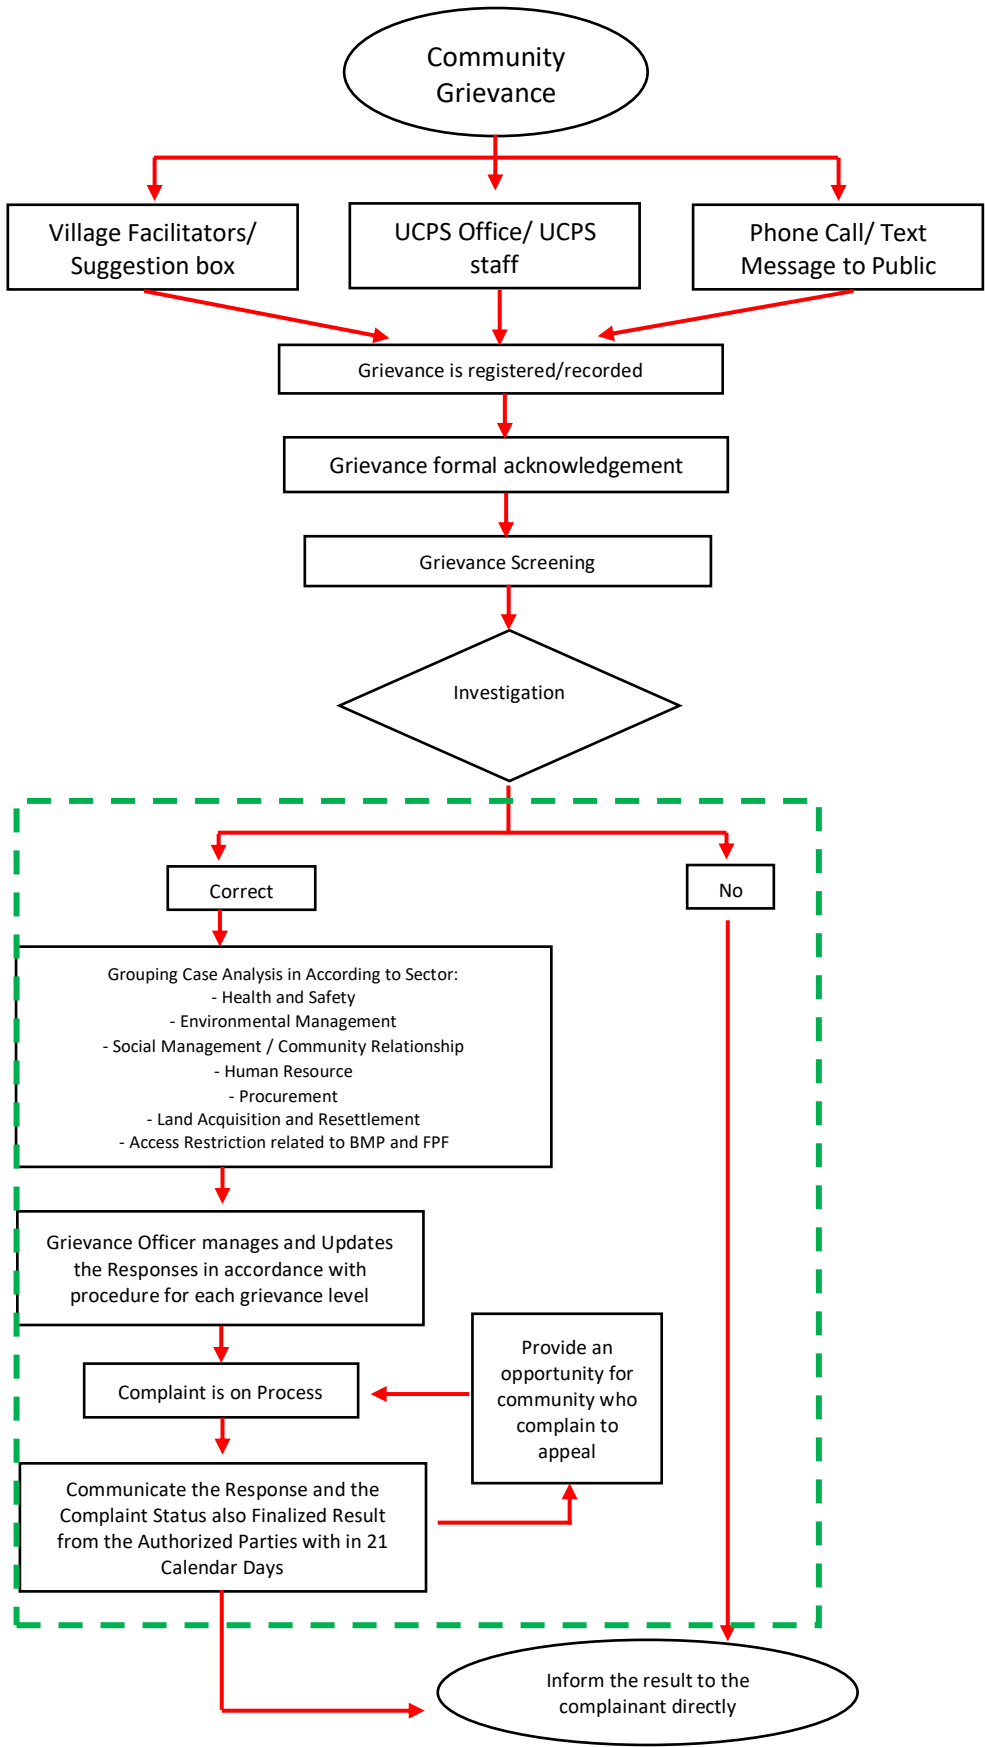 Community
Grievance
Village Facilitators/
Suggestion box
UCPS Office/ UCPS
staff
Phone Call/ Text
Message to Public
Grievance is registered/recorded
Grievance formal acknowledgement
Grievance Screening
Investigation
Correct
No
Grouping Case Analysis in According to Sector:
- Health and Safety
- Environmental Management
- Social Management / Community Relationship
- Human Resource
- Procurement
- Land Acquisition and Resettlement
- Access Restriction related to BMP and FPF
Grievance Officer manages and Updates
the Responses in accordance with
procedure for each grievance level
Complaint is on Process
Provide an
opportunity for
community who
complain to
appeal
Communicate the Response and the
Complaint Status also Finalized Result
from the Authorized Parties with in 21
Calendar Days
Inform the result to the
complainant directly